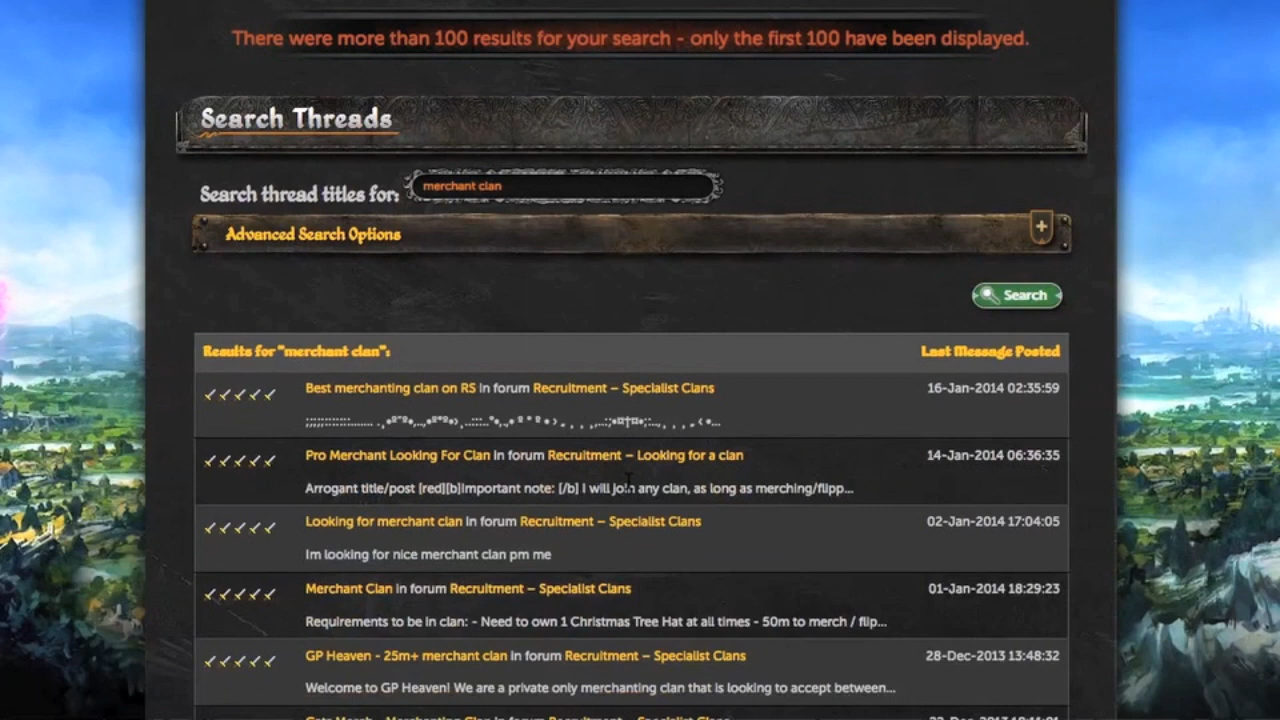 There were more than 100 results for your search - only the first 100 have been displayed.
Search Threads
Search thread titles for: merchant clan
Advanced Search Options
Search
Results for "merchant clan": Last Message Posted
Best merchanting clan on RS in forum Recruitment – Specialist Clans 16-Jan-2014 02:35:59
Pro Merchant Looking For Clan in forum Recruitment – Looking for a clan 14-Jan-2014 06:36:35
Arrogant title/post [red][b]Important note: [/b] I will join any clan, as long as merching/flipp...
Looking for merchant clan in forum Recruitment – Specialist Clans 02-Jan-2014 17:04:05
Im looking for nice merchant clan pm me
Merchant Clan in forum Recruitment – Specialist Clans 01-Jan-2014 18:29:23
Requirements to be in clan: - Need to own 1 Christmas Tree Hat at all times - 50m to merch / flip...
GP Heaven - 25m+ merchant clan in forum Recruitment – Specialist Clans 28-Dec-2013 13:48:32
Welcome to GP Heaven! We are a private only merchanting clan that is looking to accept between...